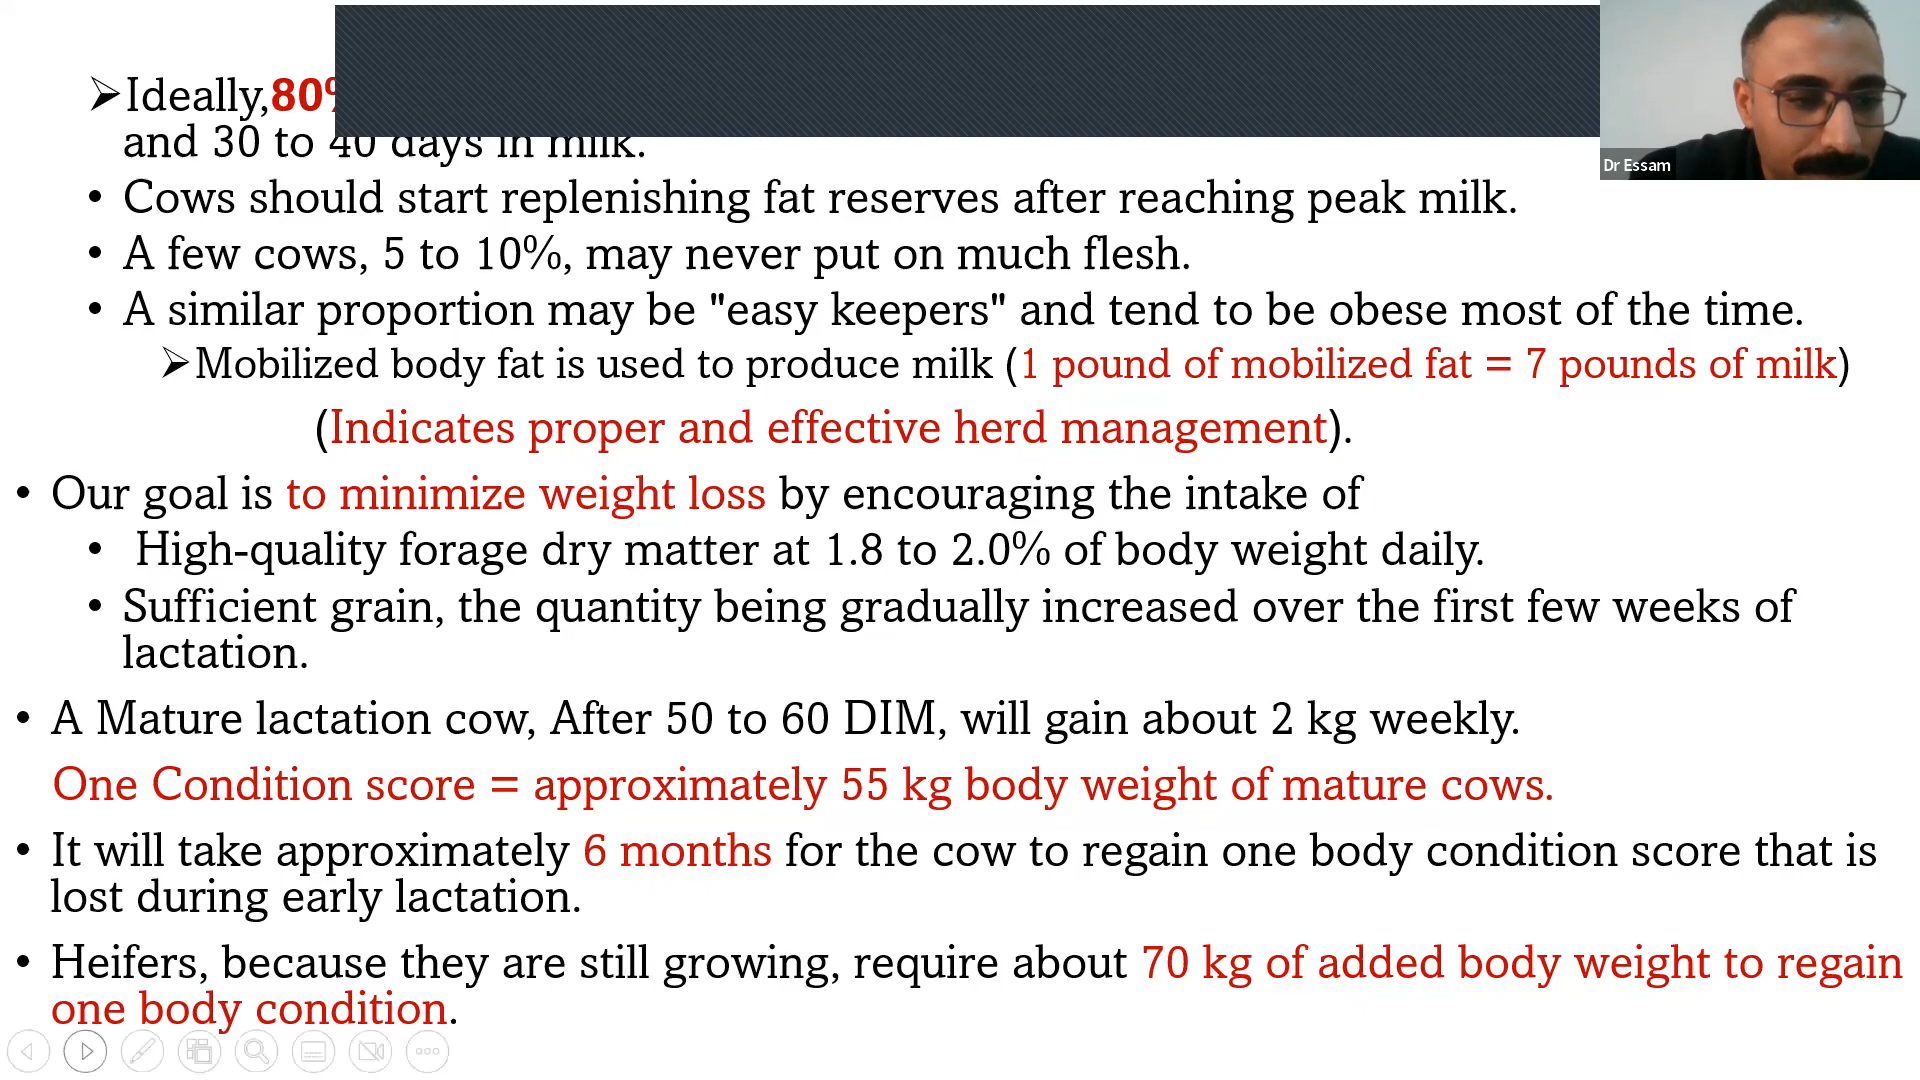 ➢Ideally,80%
and 30 to 40 days in milk.
• Cows should start replenishing fat reserves after reaching peak milk.
• A few cows, 5 to 10%, may never put on much flesh.
• A similar proportion may be "easy keepers" and tend to be obese most of the time.
➢Mobilized body fat is used to produce milk (1 pound of mobilized fat = 7 pounds of milk)
(Indicates proper and effective herd management).
• Our goal is to minimize weight loss by encouraging the intake of
• High-quality forage dry matter at 1.8 to 2.0% of body weight daily.
• Sufficient grain, the quantity being gradually increased over the first few weeks of
lactation.
• A Mature lactation cow, After 50 to 60 DIM, will gain about 2 kg weekly.
One Condition score = approximately 55 kg body weight of mature cows.
• It will take approximately 6 months for the cow to regain one body condition score that is
lost during early lactation.
• Heifers, because they are still growing, require about 70 kg of added body weight to regain
one body condition.
Dr Essam